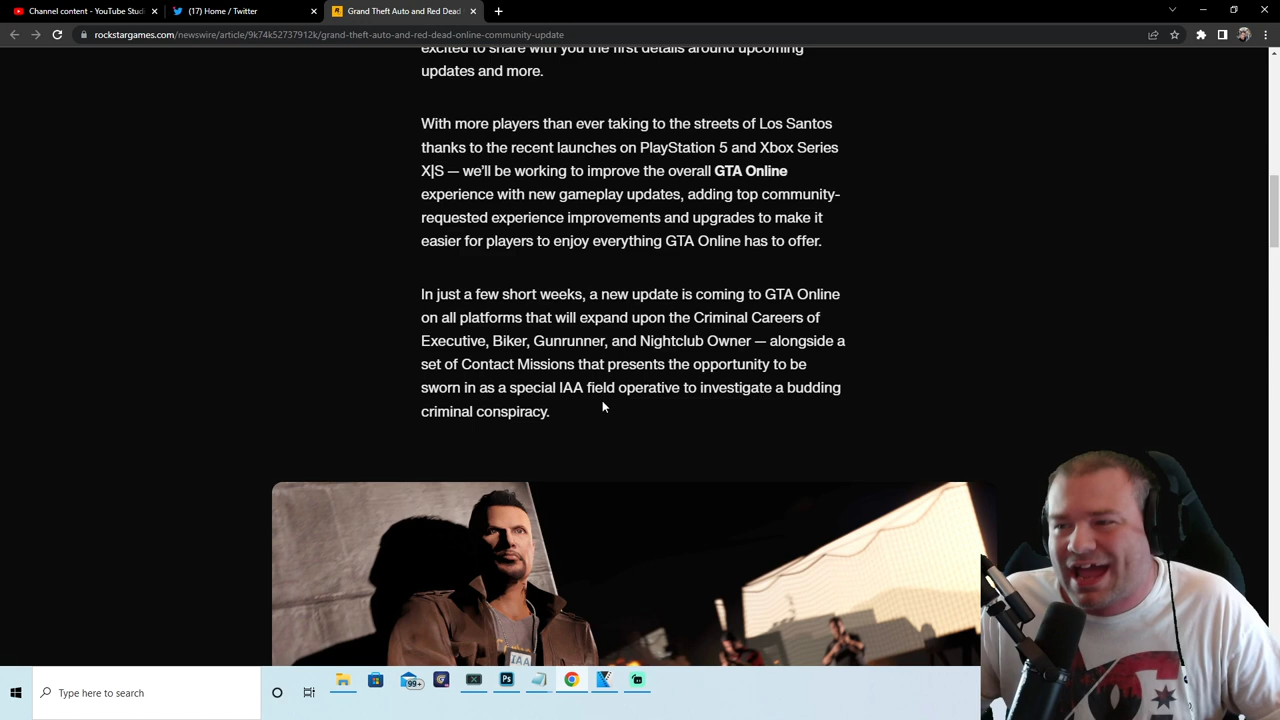 Channel content - YouTube Studi
(17) Home / Twitter
Grand Theft Auto and Red Dead
rockstargames.com/newswire/article/9k74k52737912k/grand-theft-auto-and-red-dead-online-community-update
excited to share with you the first details around upcoming
updates and more.
With more players than ever taking to the streets of Los Santos
thanks to the recent launches on PlayStation 5 and Xbox Series
X|S — we'll be working to improve the overall GTA Online
experience with new gameplay updates, adding top community-
requested experience improvements and upgrades to make it
easier for players to enjoy everything GTA Online has to offer.
In just a few short weeks, a new update is coming to GTA Online
on all platforms that will expand upon the Criminal Careers of
Executive, Biker, Gunrunner, and Nightclub Owner — alongside a
set of Contact Missions that presents the opportunity to be
sworn in as a special IAA field operative to investigate a budding
criminal conspiracy.
IAA
Type here to search
99+